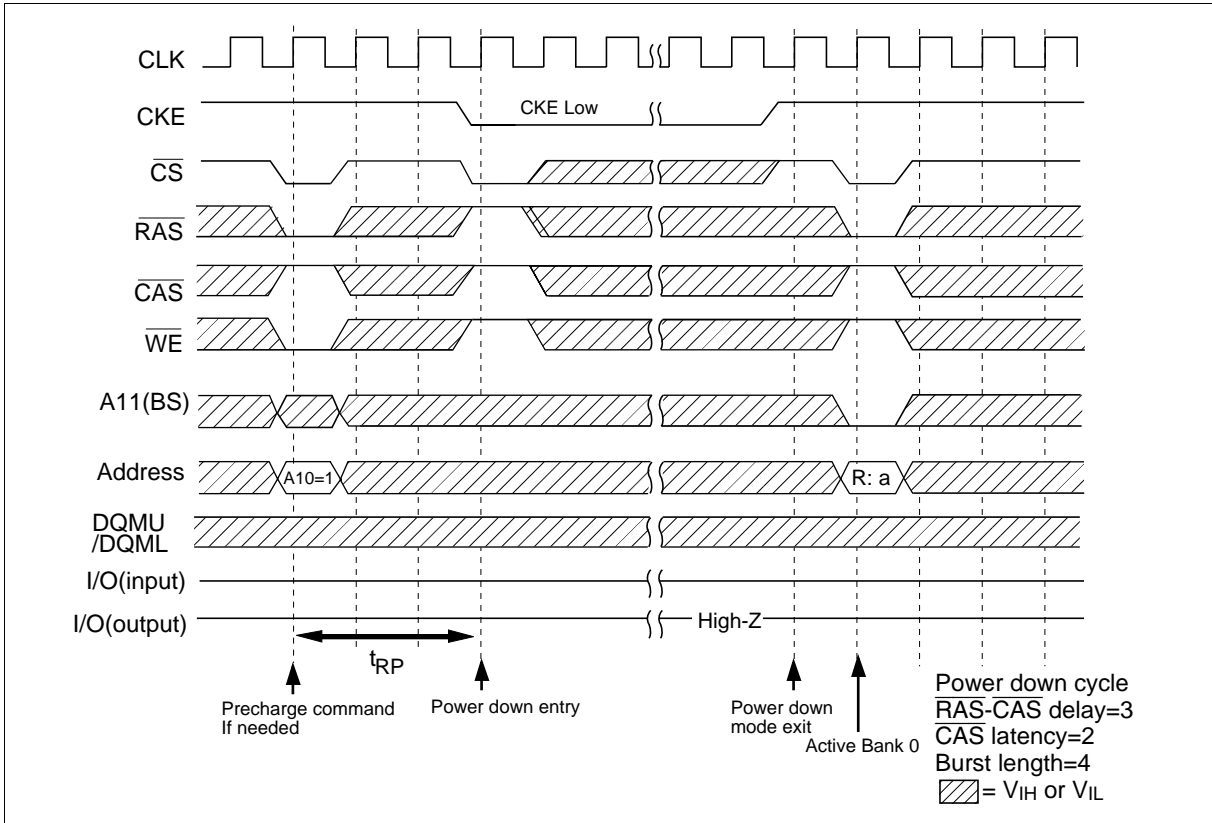 CLK
CKE
CKE Low
CS
RAS
CAS
WE
A11(BS)
Address
A10=1
R: a
DQMU
/DQML
I/O(input)
I/O(output)
High-Z
tRP
Precharge command
If needed
Power down entry
Power down
mode exit
Active Bank 0
Power down cycle
RAS-CAS delay=3
CAS latency=2
Burst length=4
= VIH or VIL